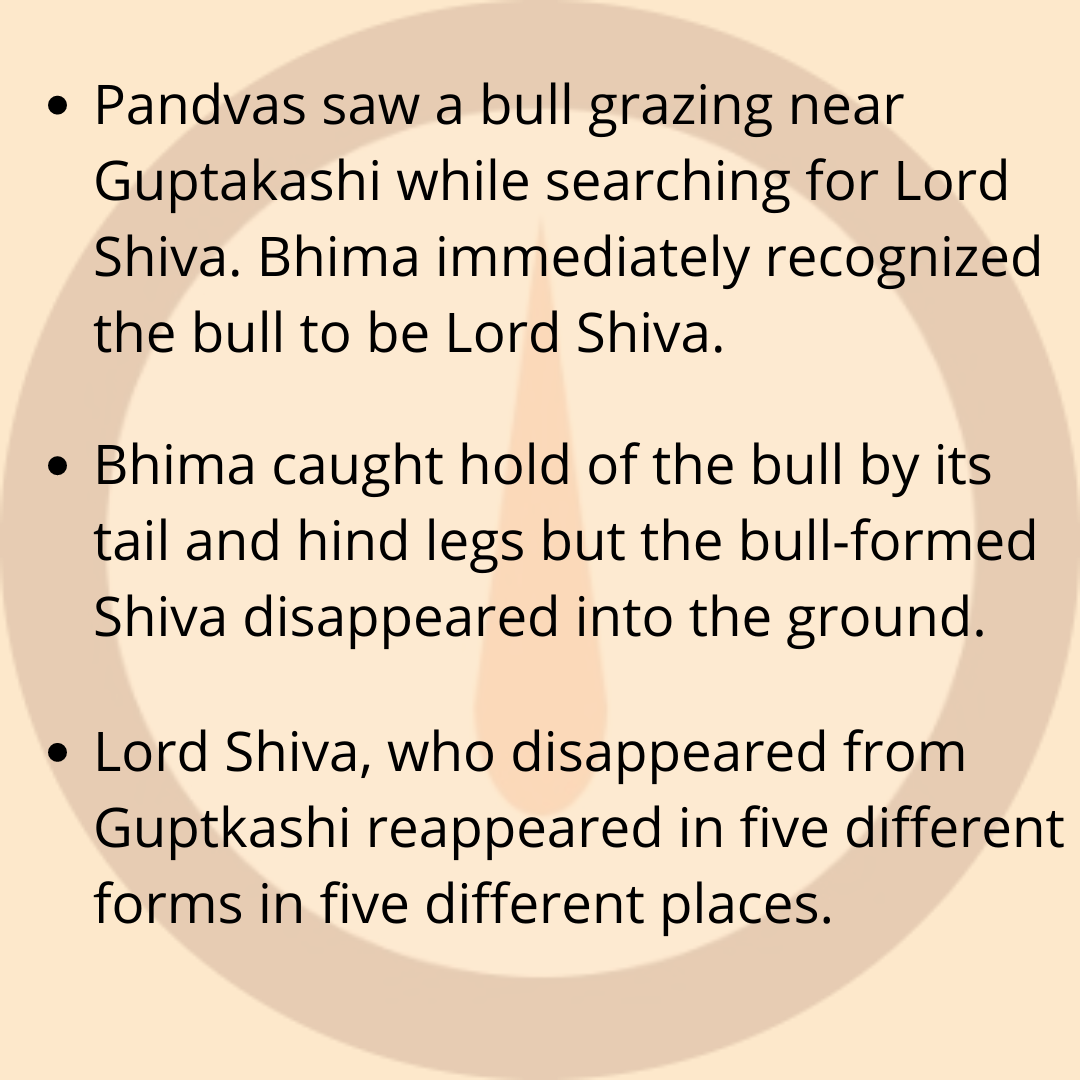 • Pandvas saw a bull grazing near
Guptakashi while searching for Lord
Shiva. Bhima immediately recognized
the bull to be Lord Shiva.
• Bhima caught hold of the bull by its
tail and hind legs but the bull-formed
Shiva disappeared into the ground.
• Lord Shiva, who disappeared from
Guptkashi reappeared in five different
forms in five different places.